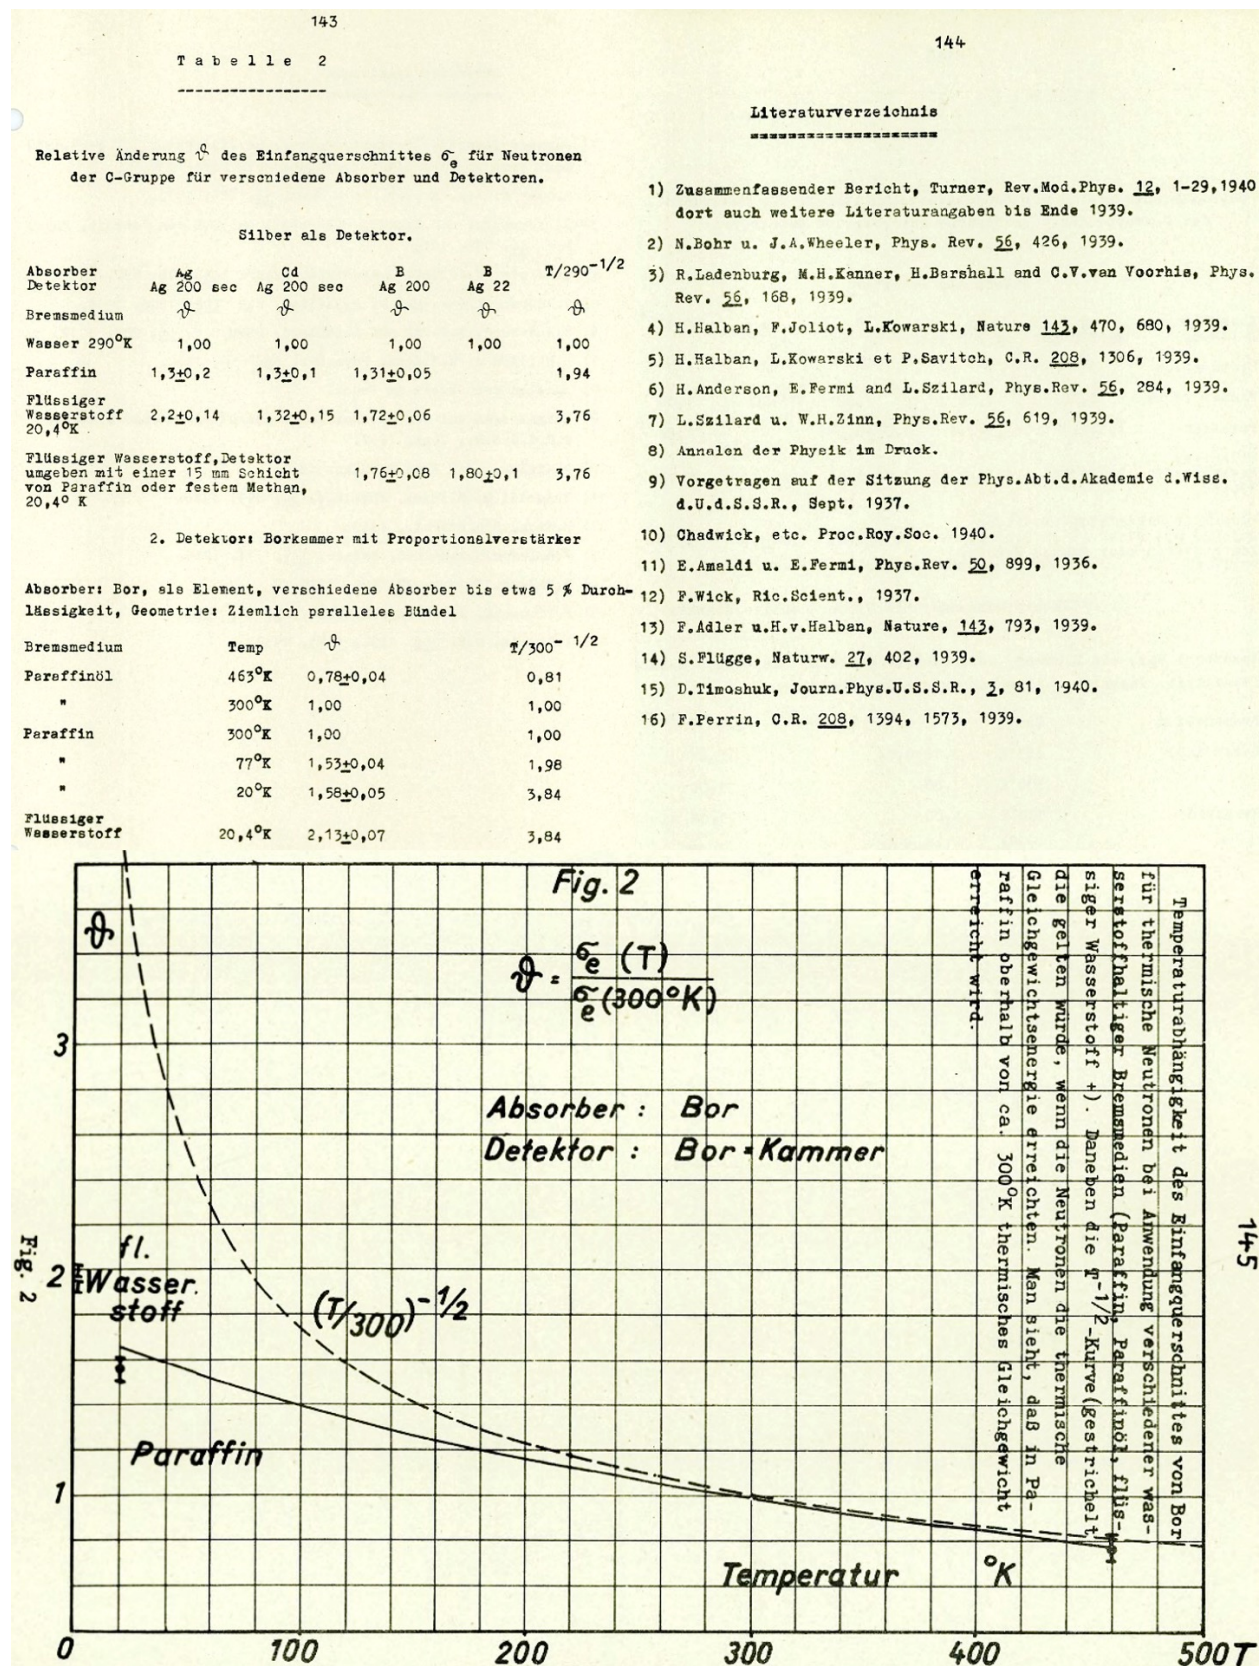 143
Tabelle 2
-----------------
Relative Änderung ϑ des Einfangquerschnittes σe für Neutronen
der C-Gruppe für verschiedene Absorber und Detektoren.
Silber als Detektor.
Absorber Ag Cd B B T/290-1/2
Detektor Ag 200 sec Ag 200 sec Ag 200 Ag 22
Bremsmedium ϑ ϑ ϑ ϑ ϑ
Wasser 290°K 1,00 1,00 1,00 1,00 1,00
Paraffin 1,3±0,2 1,3±0,1 1,31±0,05 1,94
Flüssiger
Wasserstoff 2,2±0,14 1,32±0,15 1,72±0,06 3,76
20,4°K
Flüssiger Wasserstoff,Detektor
umgeben mit einer 15 mm Schicht 1,76±0,08 1,80±0,1 3,76
von Paraffin oder festem Methan,
20,4° K
2. Detektor: Borkammer mit Proportionalverstärker
Absorber: Bor, als Element, verschiedene Absorber bis etwa 5 % Durch-
lässigkeit, Geometrie: Ziemlich paralleles Bündel
Bremsmedium Temp ϑ T/300- 1/2
Paraffinöl 463°K 0,78±0,04 0,81
" 300°K 1,00 1,00
Paraffin 300°K 1,00 1,00
" 77°K 1,53±0,04 1,98
" 20°K 1,58±0,05 3,84
Flüssiger
Wasserstoff 20,4°K 2,13±0,07 3,84
144
Literaturverzeichnis
====================
1) Zusammenfassender Bericht, Turner, Rev.Mod.Phys. 12, 1-29,1940
dort auch weitere Literaturangaben bis Ende 1939.
2) N.Bohr u. J.A.Wheeler, Phys. Rev. 56, 426, 1939.
3) R.Ladenburg, M.H.Kanner, H.Barshall and C.V.van Voorhis, Phys.
Rev. 56, 168, 1939.
4) H.Halban, F.Joliot, L.Kowarski, Nature 143, 470, 680, 1939.
5) H.Halban, L.Kowarski et P.Savitch, C.R. 208, 1306, 1939.
6) H.Anderson, E.Fermi and L.Szilard, Phys.Rev. 56, 284, 1939.
7) L.Szilard u. W.H.Zinn, Phys.Rev. 56, 619, 1939.
8) Annalen der Physik im Druck.
9) Vorgetragen auf der Sitzung der Phys.Abt.d.Akademie d.Wiss.
d.U.d.S.S.R., Sept. 1937.
10) Chadwick, etc. Proc.Roy.Soc. 1940.
11) E.Amaldi u. E.Fermi, Phys.Rev. 50, 899, 1936.
12) F.Wick, Ric.Scient., 1937.
13) F.Adler u.H.v.Halban, Nature, 143, 793, 1939.
14) S.Flügge, Naturw. 27, 402, 1939.
15) D.Timoshuk, Journ.Phys.U.S.S.R., 3, 81, 1940.
16) F.Perrin, C.R. 208, 1394, 1573, 1939.
Fig. 2
ϑ
ϑ = σe (T)
σe (300°K)
Absorber : Bor
Detektor : Bor-Kammer
3
2
1
0
fl.
Wasser
stoff
(T/300)-1/2
Paraffin
Temperatur °K
100 200 300 400 500 T
Temperaturabhängigkeit des Einfangquerschnittes von Bor
für thermische Neutronen bei Anwendung verschiedener was-
serstoffhaltiger Bremsmedien (Paraffin, Paraffinöl, flüs-
siger Wasserstoff +). Daneben die T-1/2-Kurve(gestrichelt
die gelten würde, wenn die Neutronen die thermische
Gleichgewichtsenergie erreichten. Man sieht, daß in Pa-
raffin oberhalb von ca. 300°K thermisches Gleichgewicht
erreicht wird.
Fig. 2
145